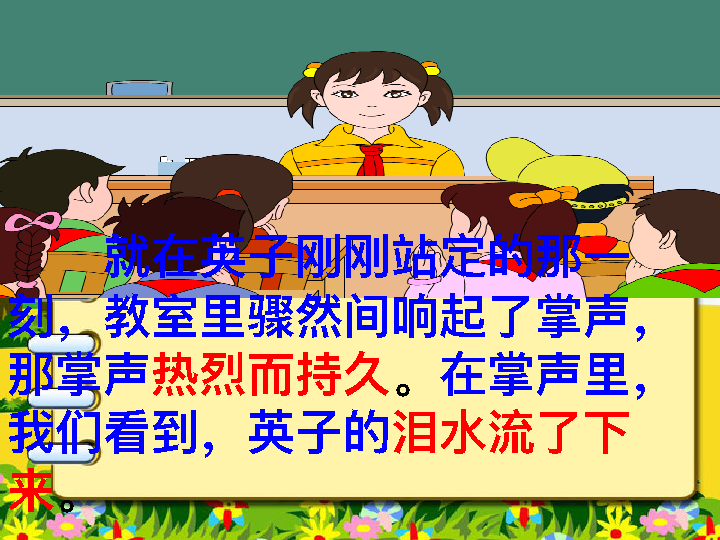 就在英子刚刚站定的那一
刻，教室里骤然间响起了掌声，
那掌声热烈而持久。在掌声里，
我们看到，英子的泪水流了下
来。